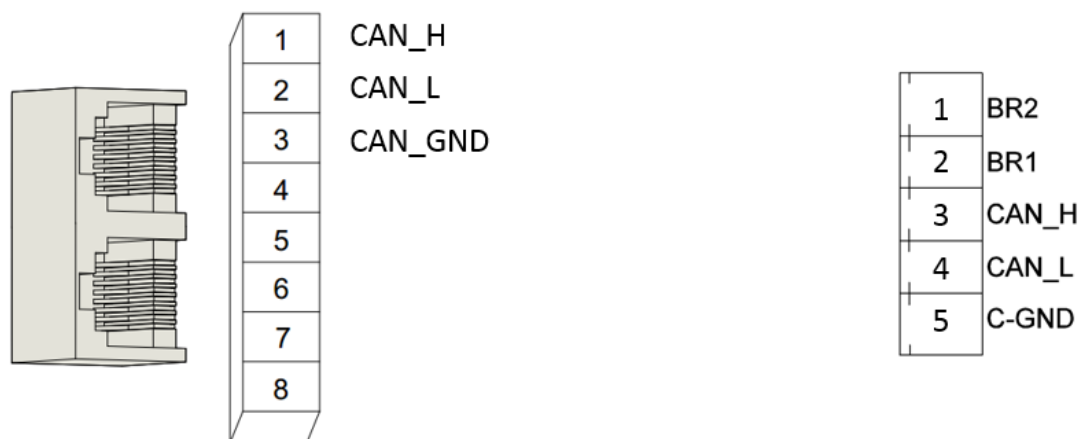 1 CAN_H
2 CAN_L
3 CAN_GND
4
5
6
7
8
1 BR2
2 BR1
3 CAN_H
4 CAN_L
5 C-GND